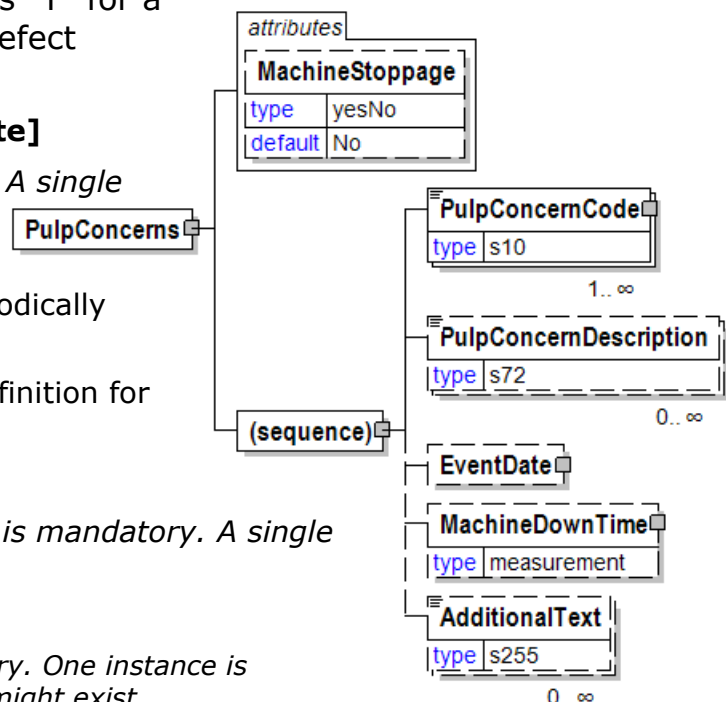 s "I" for a
efect
te]
A single
odically
finition for
is mandatory. A single
ry. One instance is
might exist
PulpConcerns
attributes
MachineStoppage
type yesNo
default No
(sequence)
PulpConcernCode
type s10
1.. ∞
PulpConcernDescription
type s72
0.. ∞
EventDate
MachineDownTime
type measurement
AdditionalText
type s255
0.. ∞